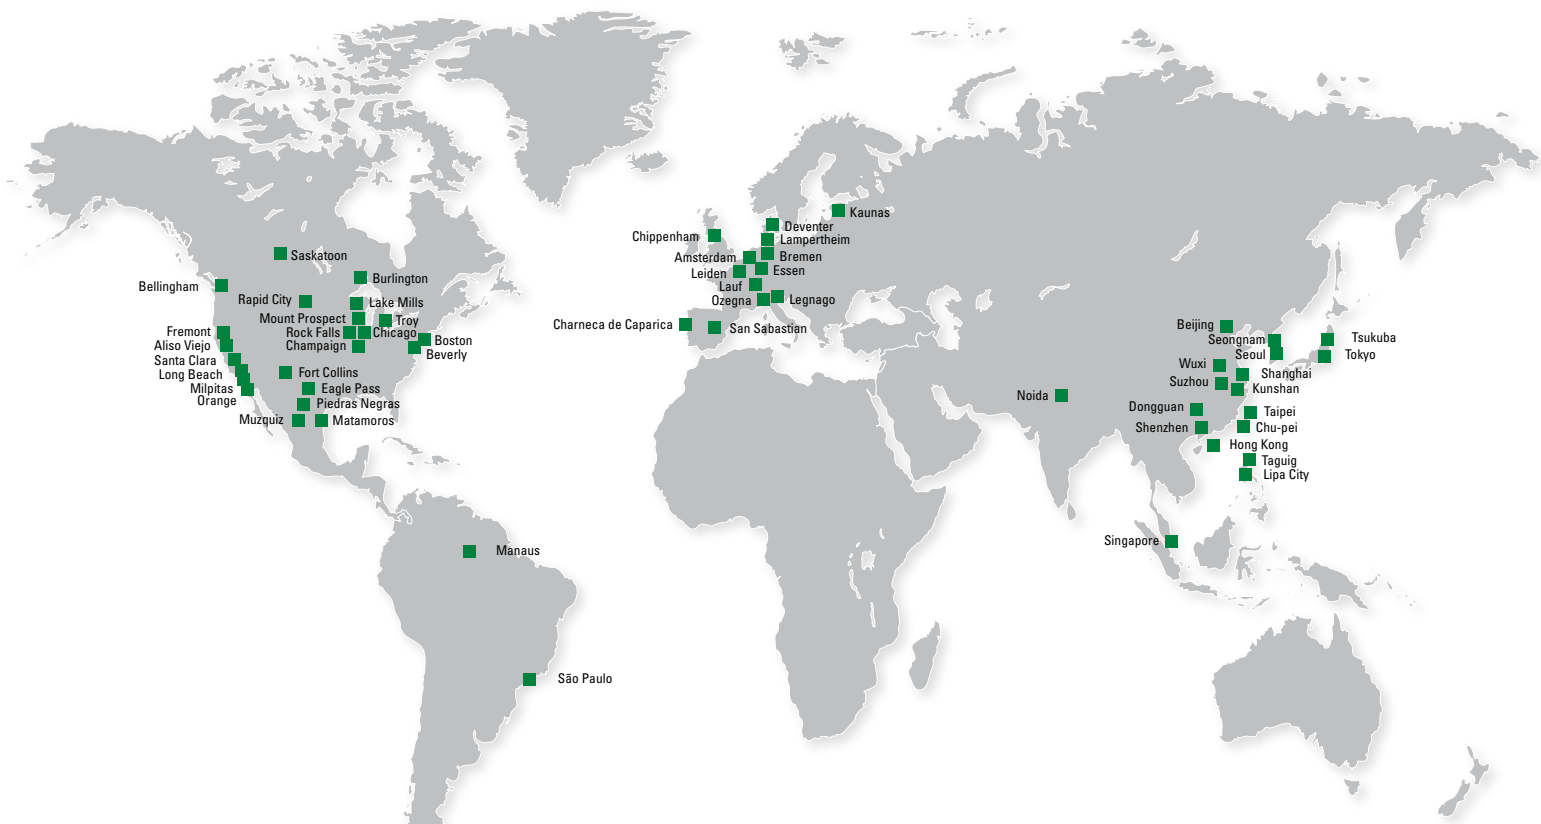 Saskatoon
Burlington
Bellingham
Rapid City
Lake Mills
Mount Prospect
Troy
Fremont
Rock Falls
Chicago
Boston
Aliso Viejo
Champaign
Beverly
Santa Clara
Long Beach
Fort Collins
Milpitas
Eagle Pass
Orange
Piedras Negras
Muzquiz
Matamoros
Manaus
São Paulo
Kaunas
Deventer
Chippenham
Lampertheim
Amsterdam
Bremen
Leiden
Essen
Lauf
Ozegna
Legnago
Charneca de Caparica
San Sabastian
Beijing
Seongnam
Tsukuba
Seoul
Tokyo
Wuxi
Shanghai
Suzhou
Kunshan
Noida
Dongguan
Taipei
Shenzhen
Chu-pei
Hong Kong
Taguig
Lipa City
Singapore